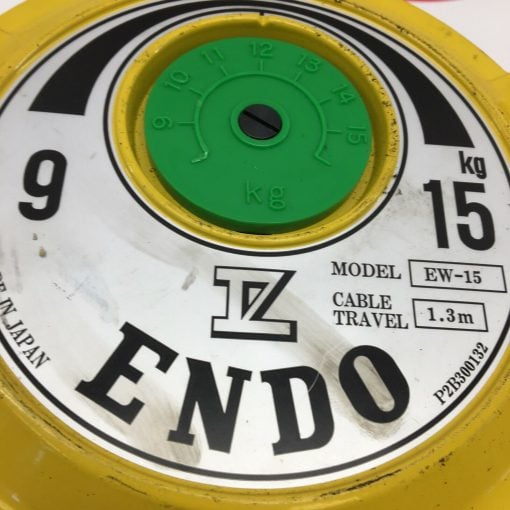 9 10 11 12 13 14 15
kg
9
kg
15
MODEL EW-15
CABLE
TRAVEL 1.3m
IN JAPAN
P2B300132
ENDO